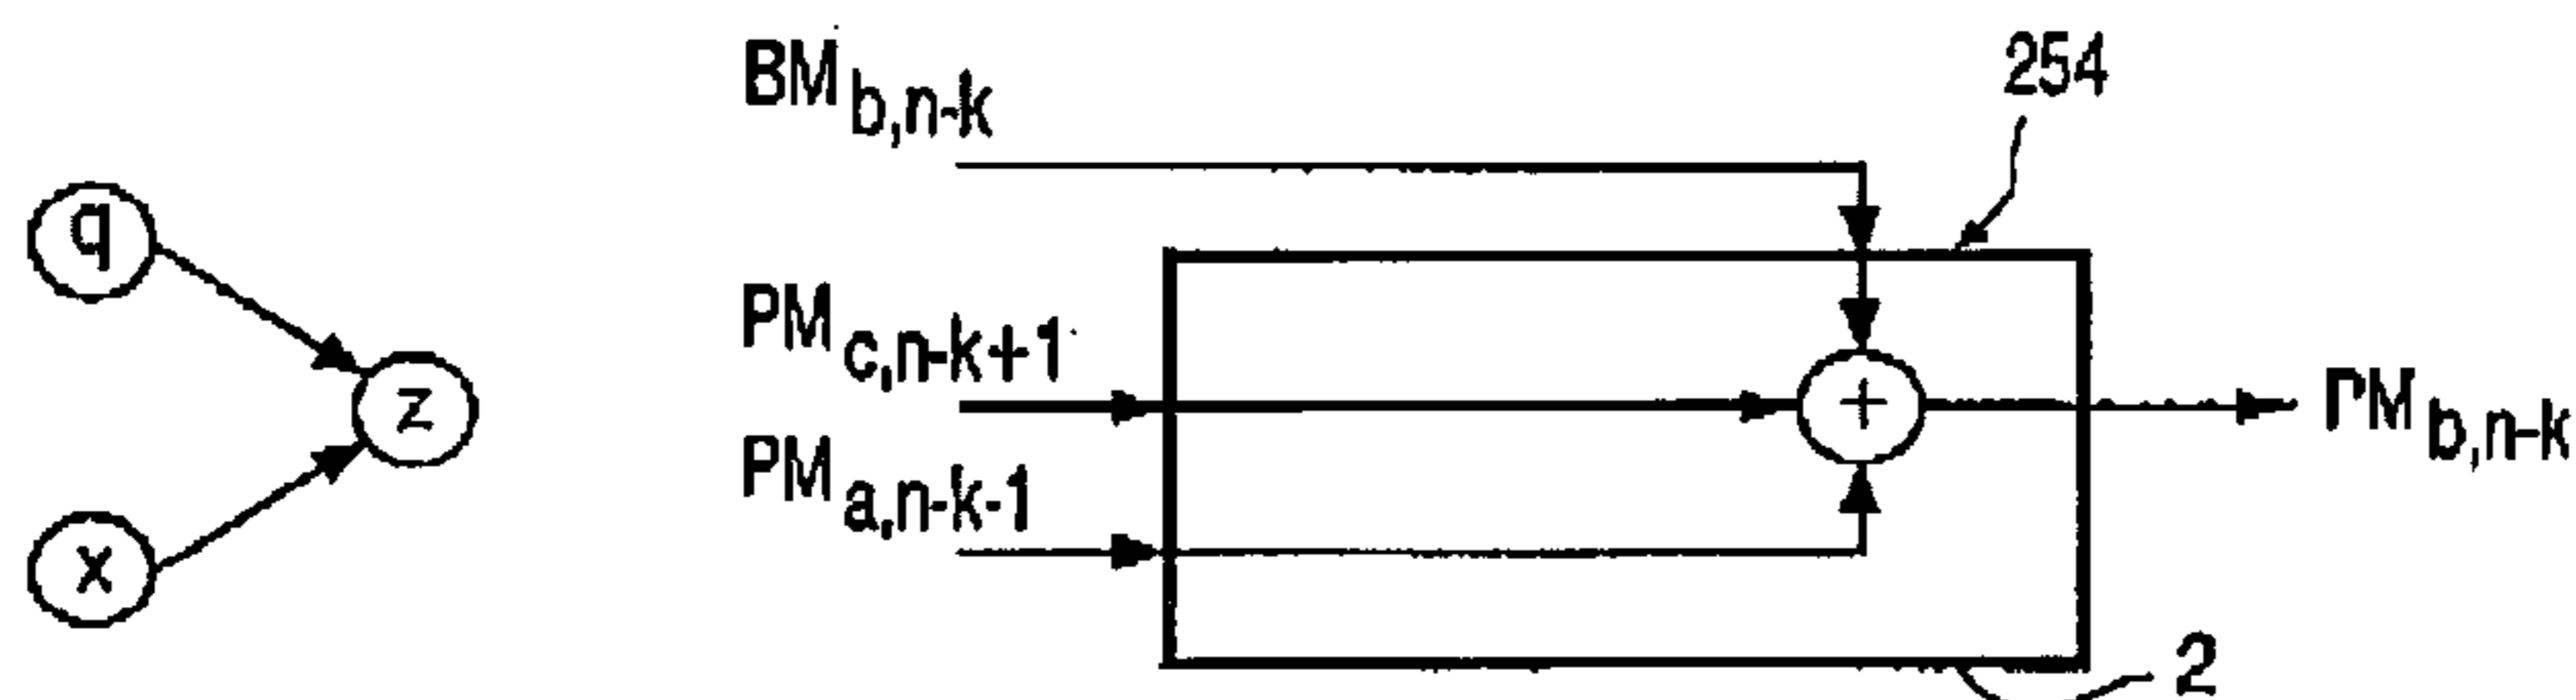 q
x
z
BM b,n-k
254
PM c,n-k+1
PM a,n-k-1
+
PM b,n-k
2